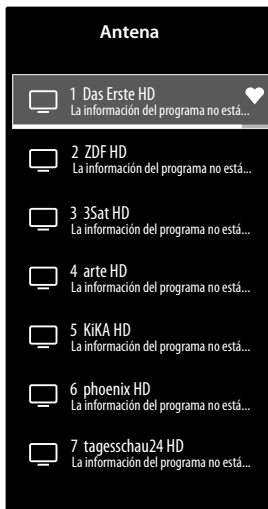 Antena
1 Das Erste HD
La información del programa no está...
2 ZDF HD
La información del programa no está...
3 3Sat HD
La información del programa no está...
4 arte HD
La información del programa no está...
5 KiKA HD
La información del programa no está...
6 phoenix HD
La información del programa no está...
7 tagesschau24 HD
La información del programa no está...